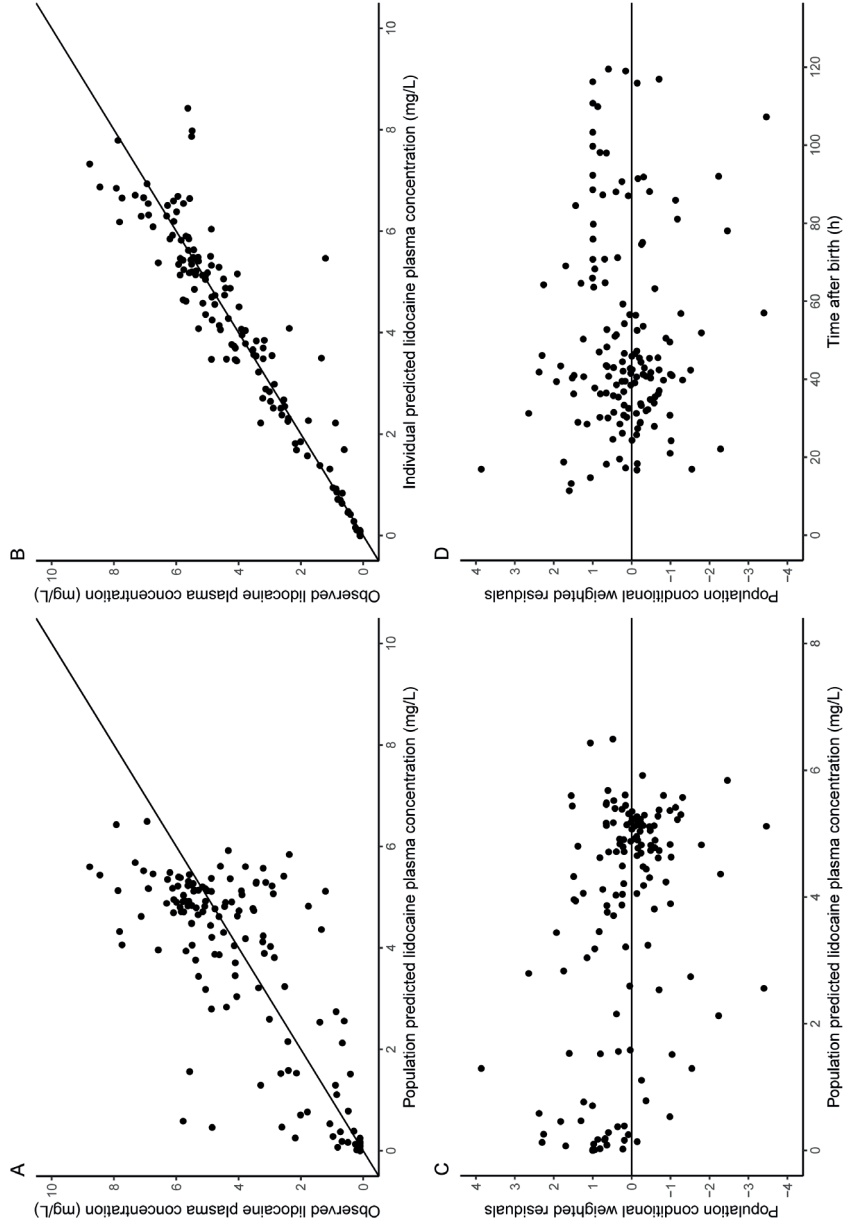 A
Observed lidocaine plasma concentration (mg/L)
10
8
6
4
2
0
0 2 4 6 8 10
Population predicted lidocaine plasma concentration (mg/L)
B
Observed lidocaine plasma concentration (mg/L)
10
8
6
4
2
0
0 2 4 6 8 10
Individual predicted lidocaine plasma concentration (mg/L)
C
Population conditional weighted residuals
4
3
2
1
0
−1
−2
−3
−4
0 2 4 6 8
Population predicted lidocaine plasma concentration (mg/L)
D
Population conditional weighted residuals
4
3
2
1
0
−1
−2
−3
−4
0 20 40 60 80 100 120
Time after birth (h)